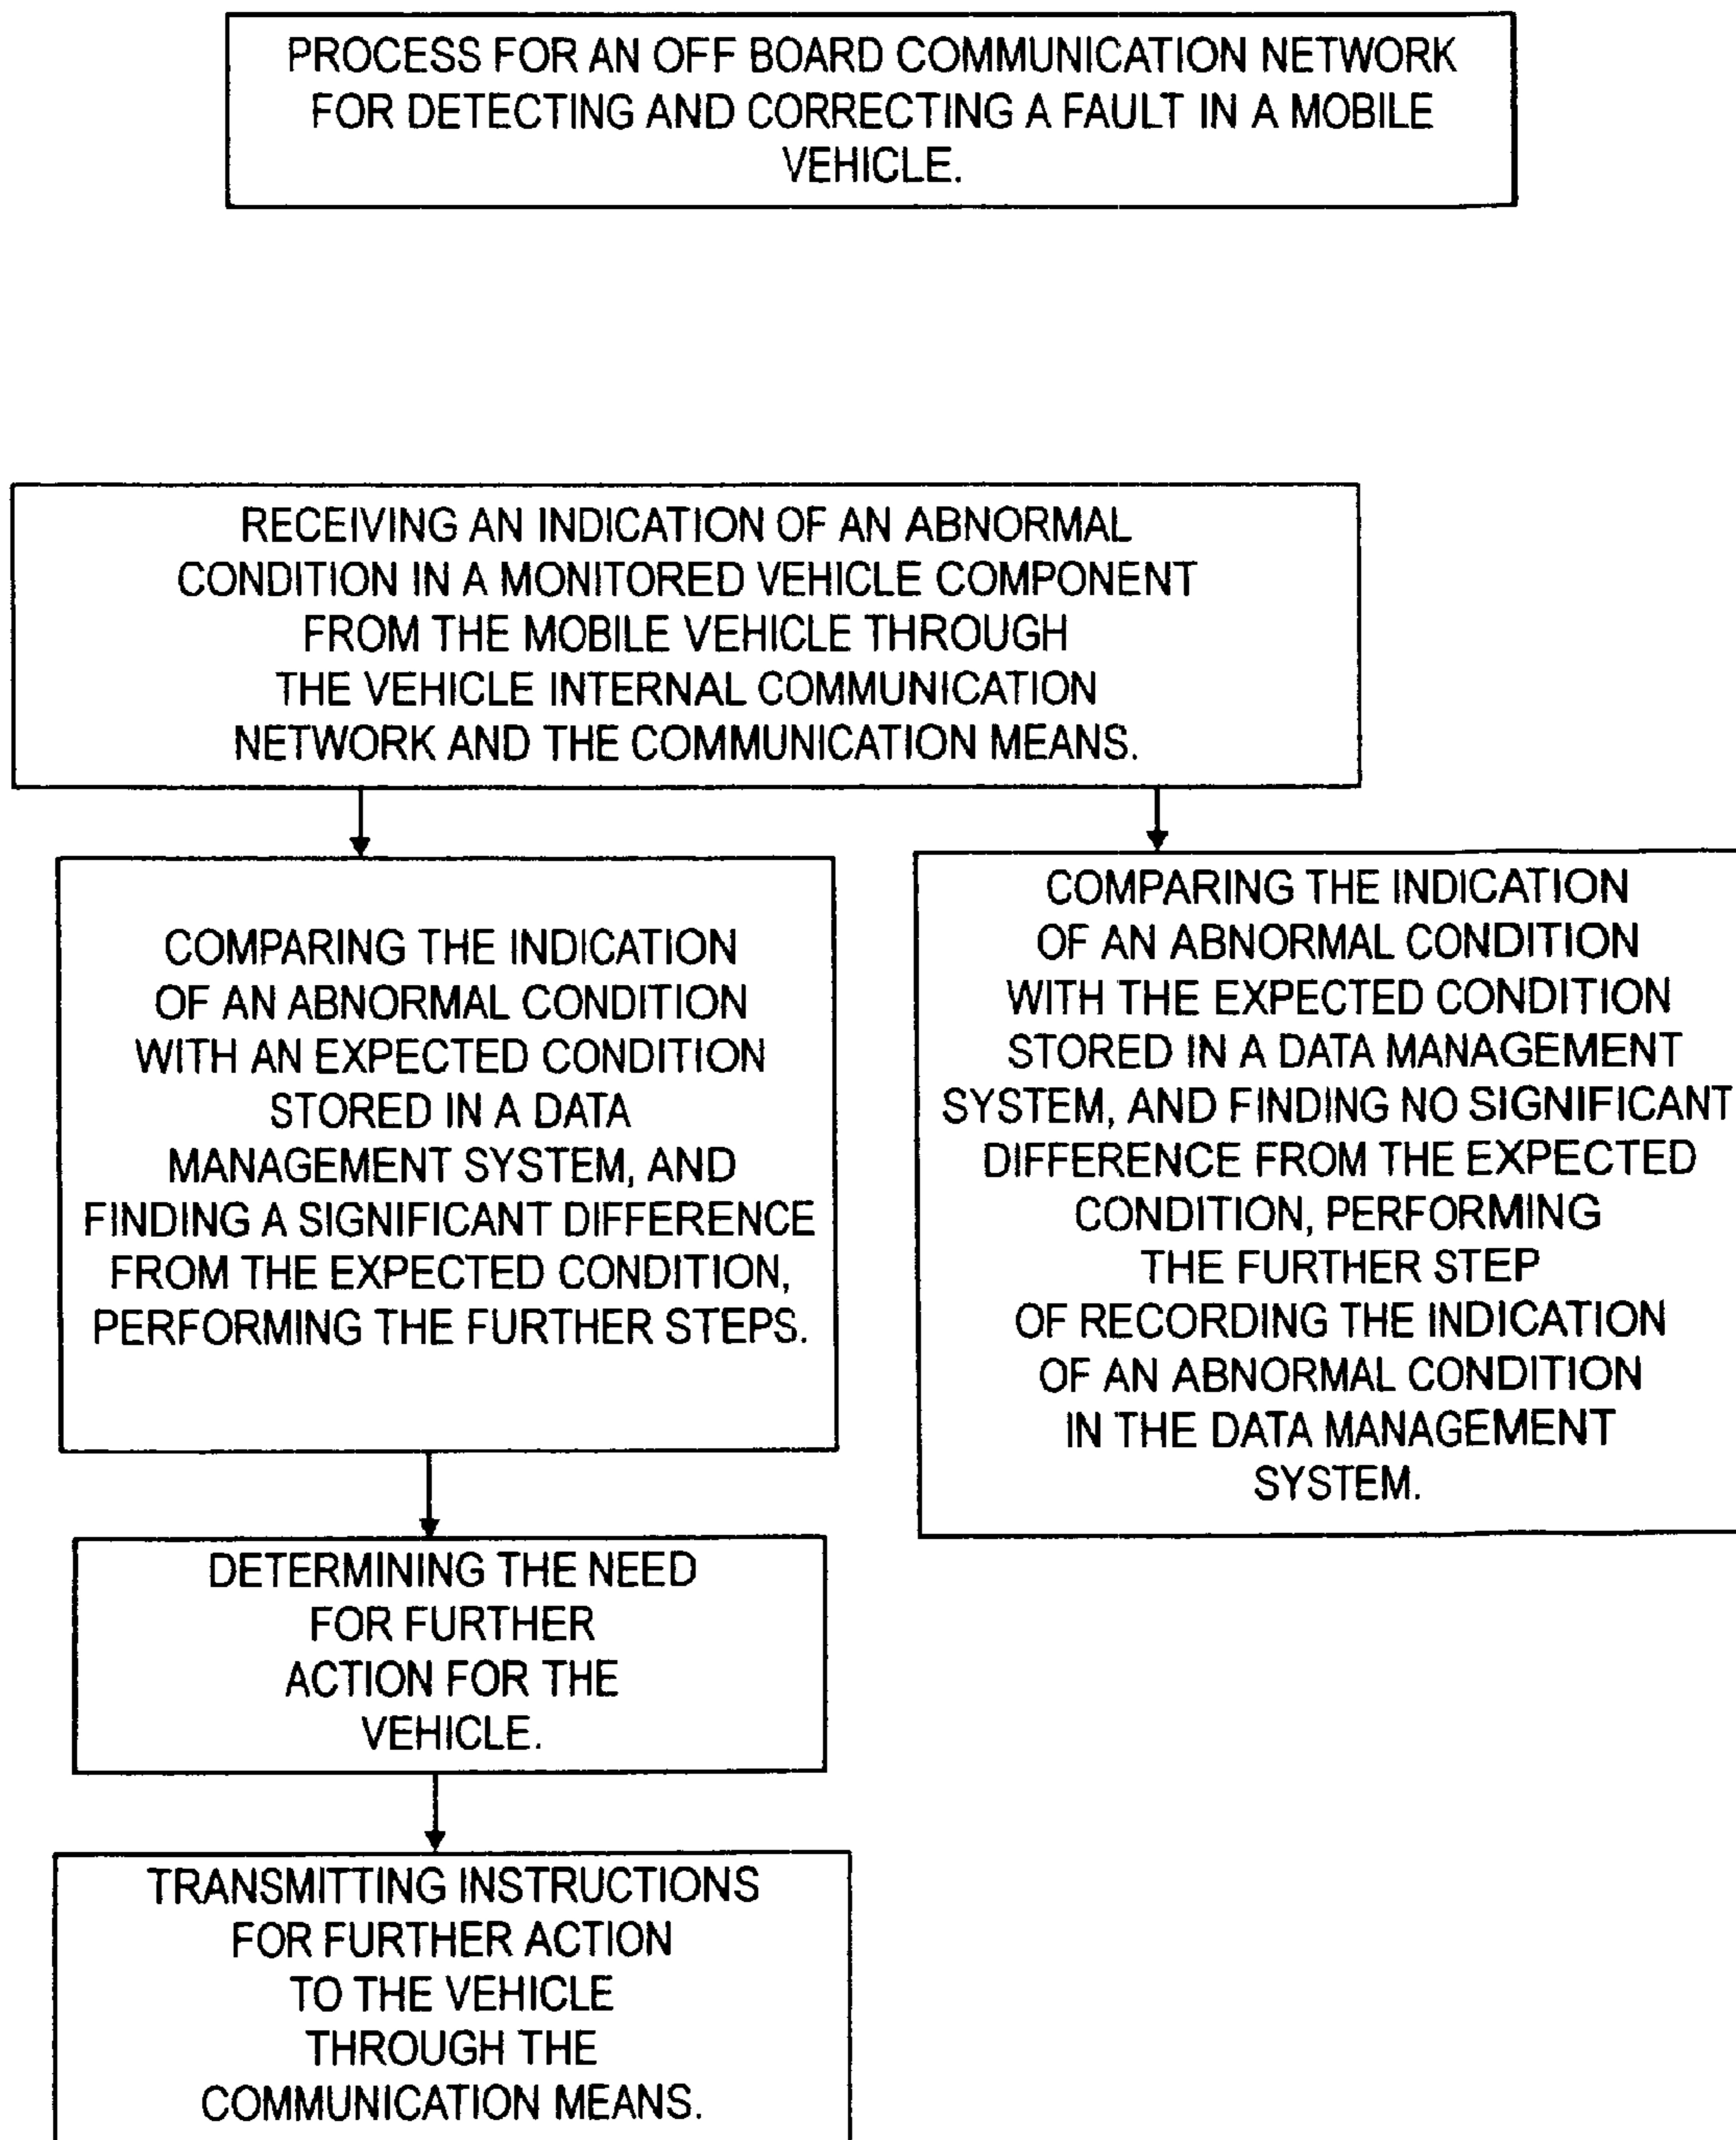 PROCESS FOR AN OFF BOARD COMMUNICATION NETWORK
FOR DETECTING AND CORRECTING A FAULT IN A MOBILE
VEHICLE.
RECEIVING AN INDICATION OF AN ABNORMAL
CONDITION IN A MONITORED VEHICLE COMPONENT
FROM THE MOBILE VEHICLE THROUGH
THE VEHICLE INTERNAL COMMUNICATION
NETWORK AND THE COMMUNICATION MEANS.
COMPARING THE INDICATION
OF AN ABNORMAL CONDITION
WITH AN EXPECTED CONDITION
STORED IN A DATA
MANAGEMENT SYSTEM, AND
FINDING A SIGNIFICANT DIFFERENCE
FROM THE EXPECTED CONDITION,
PERFORMING THE FURTHER STEPS.
COMPARING THE INDICATION
OF AN ABNORMAL CONDITION
WITH THE EXPECTED CONDITION
STORED IN A DATA MANAGEMENT
SYSTEM, AND FINDING NO SIGNIFICANT
DIFFERENCE FROM THE EXPECTED
CONDITION, PERFORMING
THE FURTHER STEP
OF RECORDING THE INDICATION
OF AN ABNORMAL CONDITION
IN THE DATA MANAGEMENT
SYSTEM.
DETERMINING THE NEED
FOR FURTHER
ACTION FOR THE
VEHICLE.
TRANSMITTING INSTRUCTIONS
FOR FURTHER ACTION
TO THE VEHICLE
THROUGH THE
COMMUNICATION MEANS.